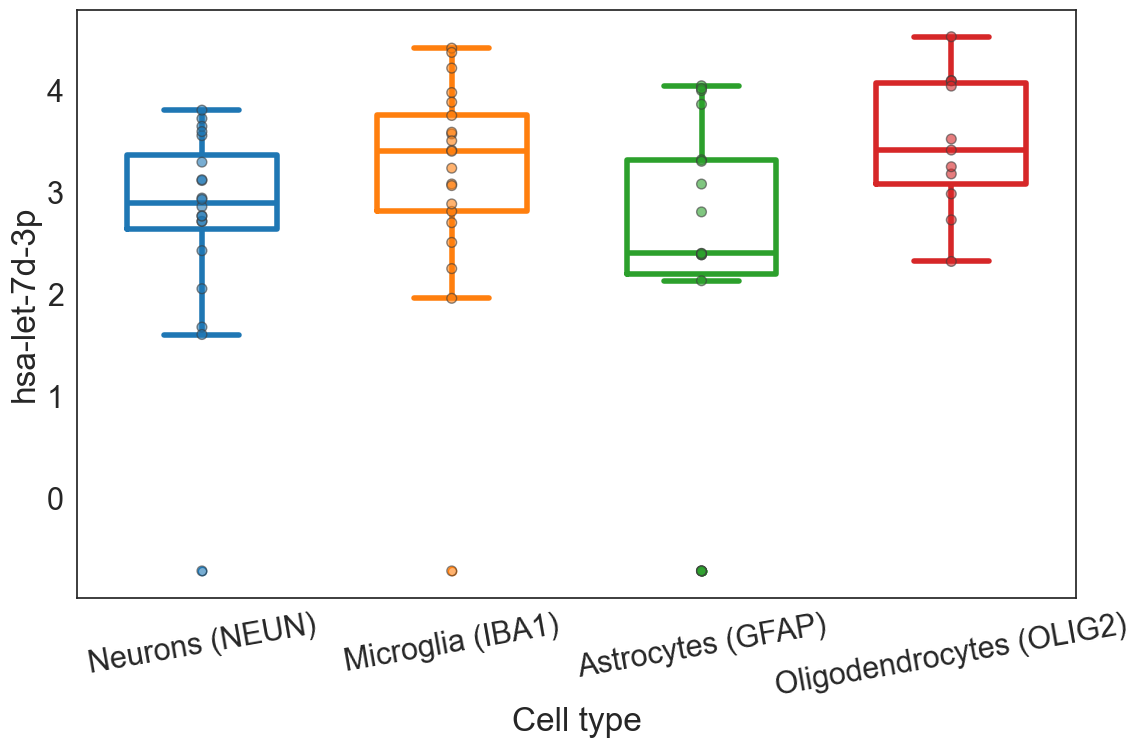 hsa-let-7d-3p
4
3
2
1
0
Neurons (NEUN)
Microglia (IBA1)
Astrocytes (GFAP)
Oligodendrocytes (OLIG2)
Cell type